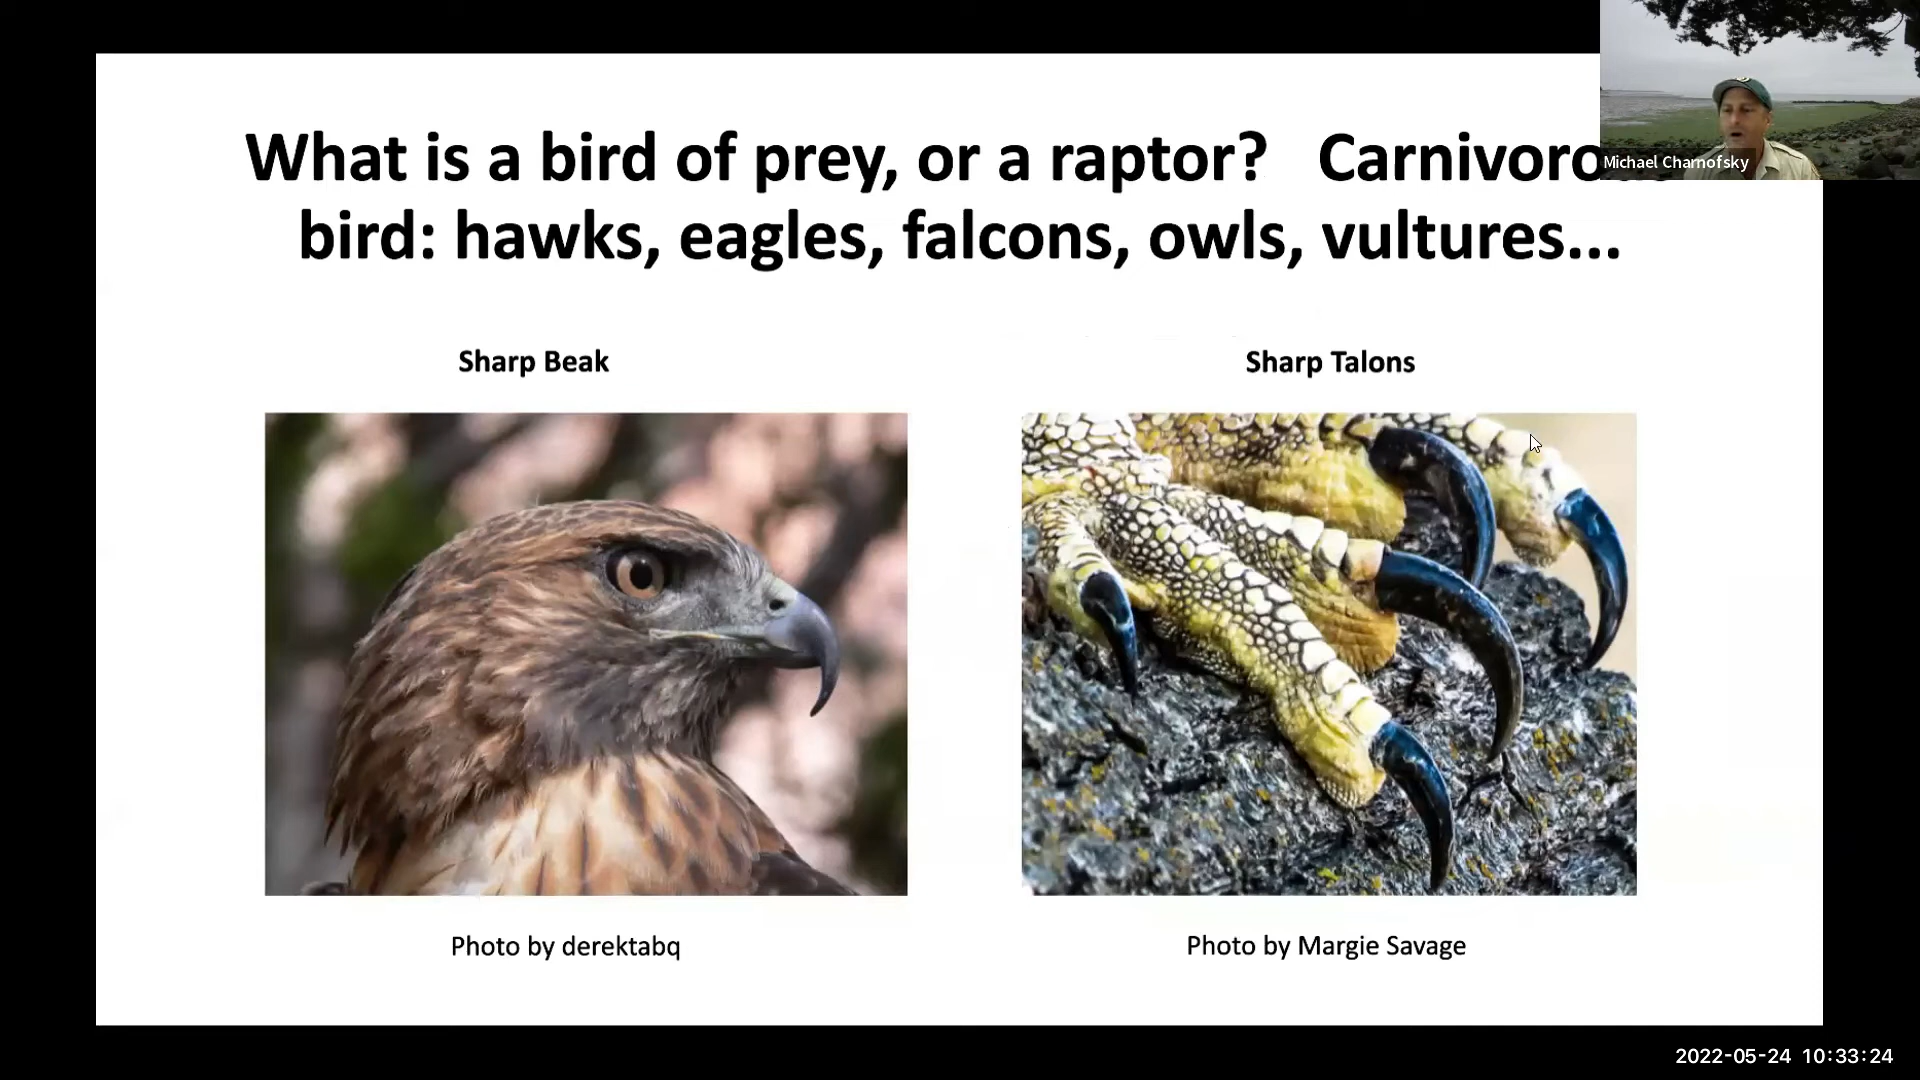 What is a bird of prey, or a raptor? Carnivoro
bird: hawks, eagles, falcons, owls, vultures...
Michael Charnofsky
Sharp Beak
Sharp Talons
Photo by derektabq
Photo by Margie Savage
2022-05-24 10:33:24